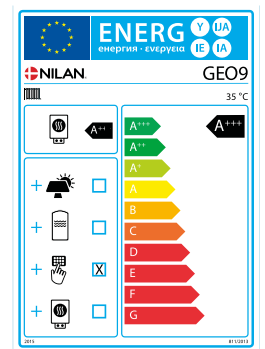 ENERG Y IJA
енергия · ενεργεια IE IA
NILAN GEO9
35 °C
A++
A+++
A+++
A++
A+
A
B
C
D
E
F
G
+
+
+ X
+
2015 811/2013